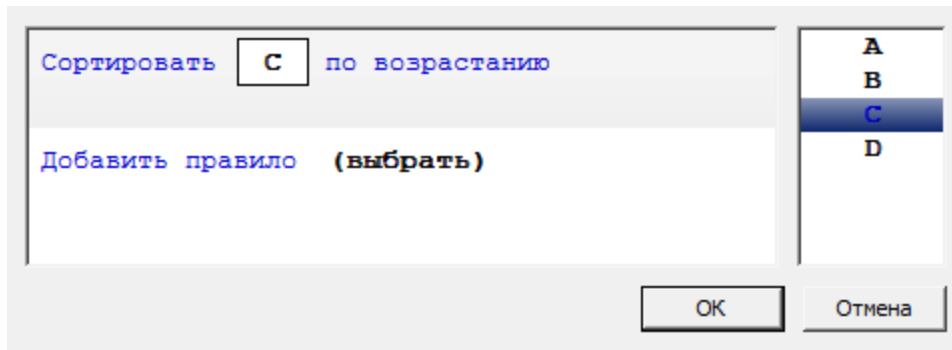 Сортировать C по возрастанию
Добавить правило (выбрать)
A
B
C
D
OK
Отмена